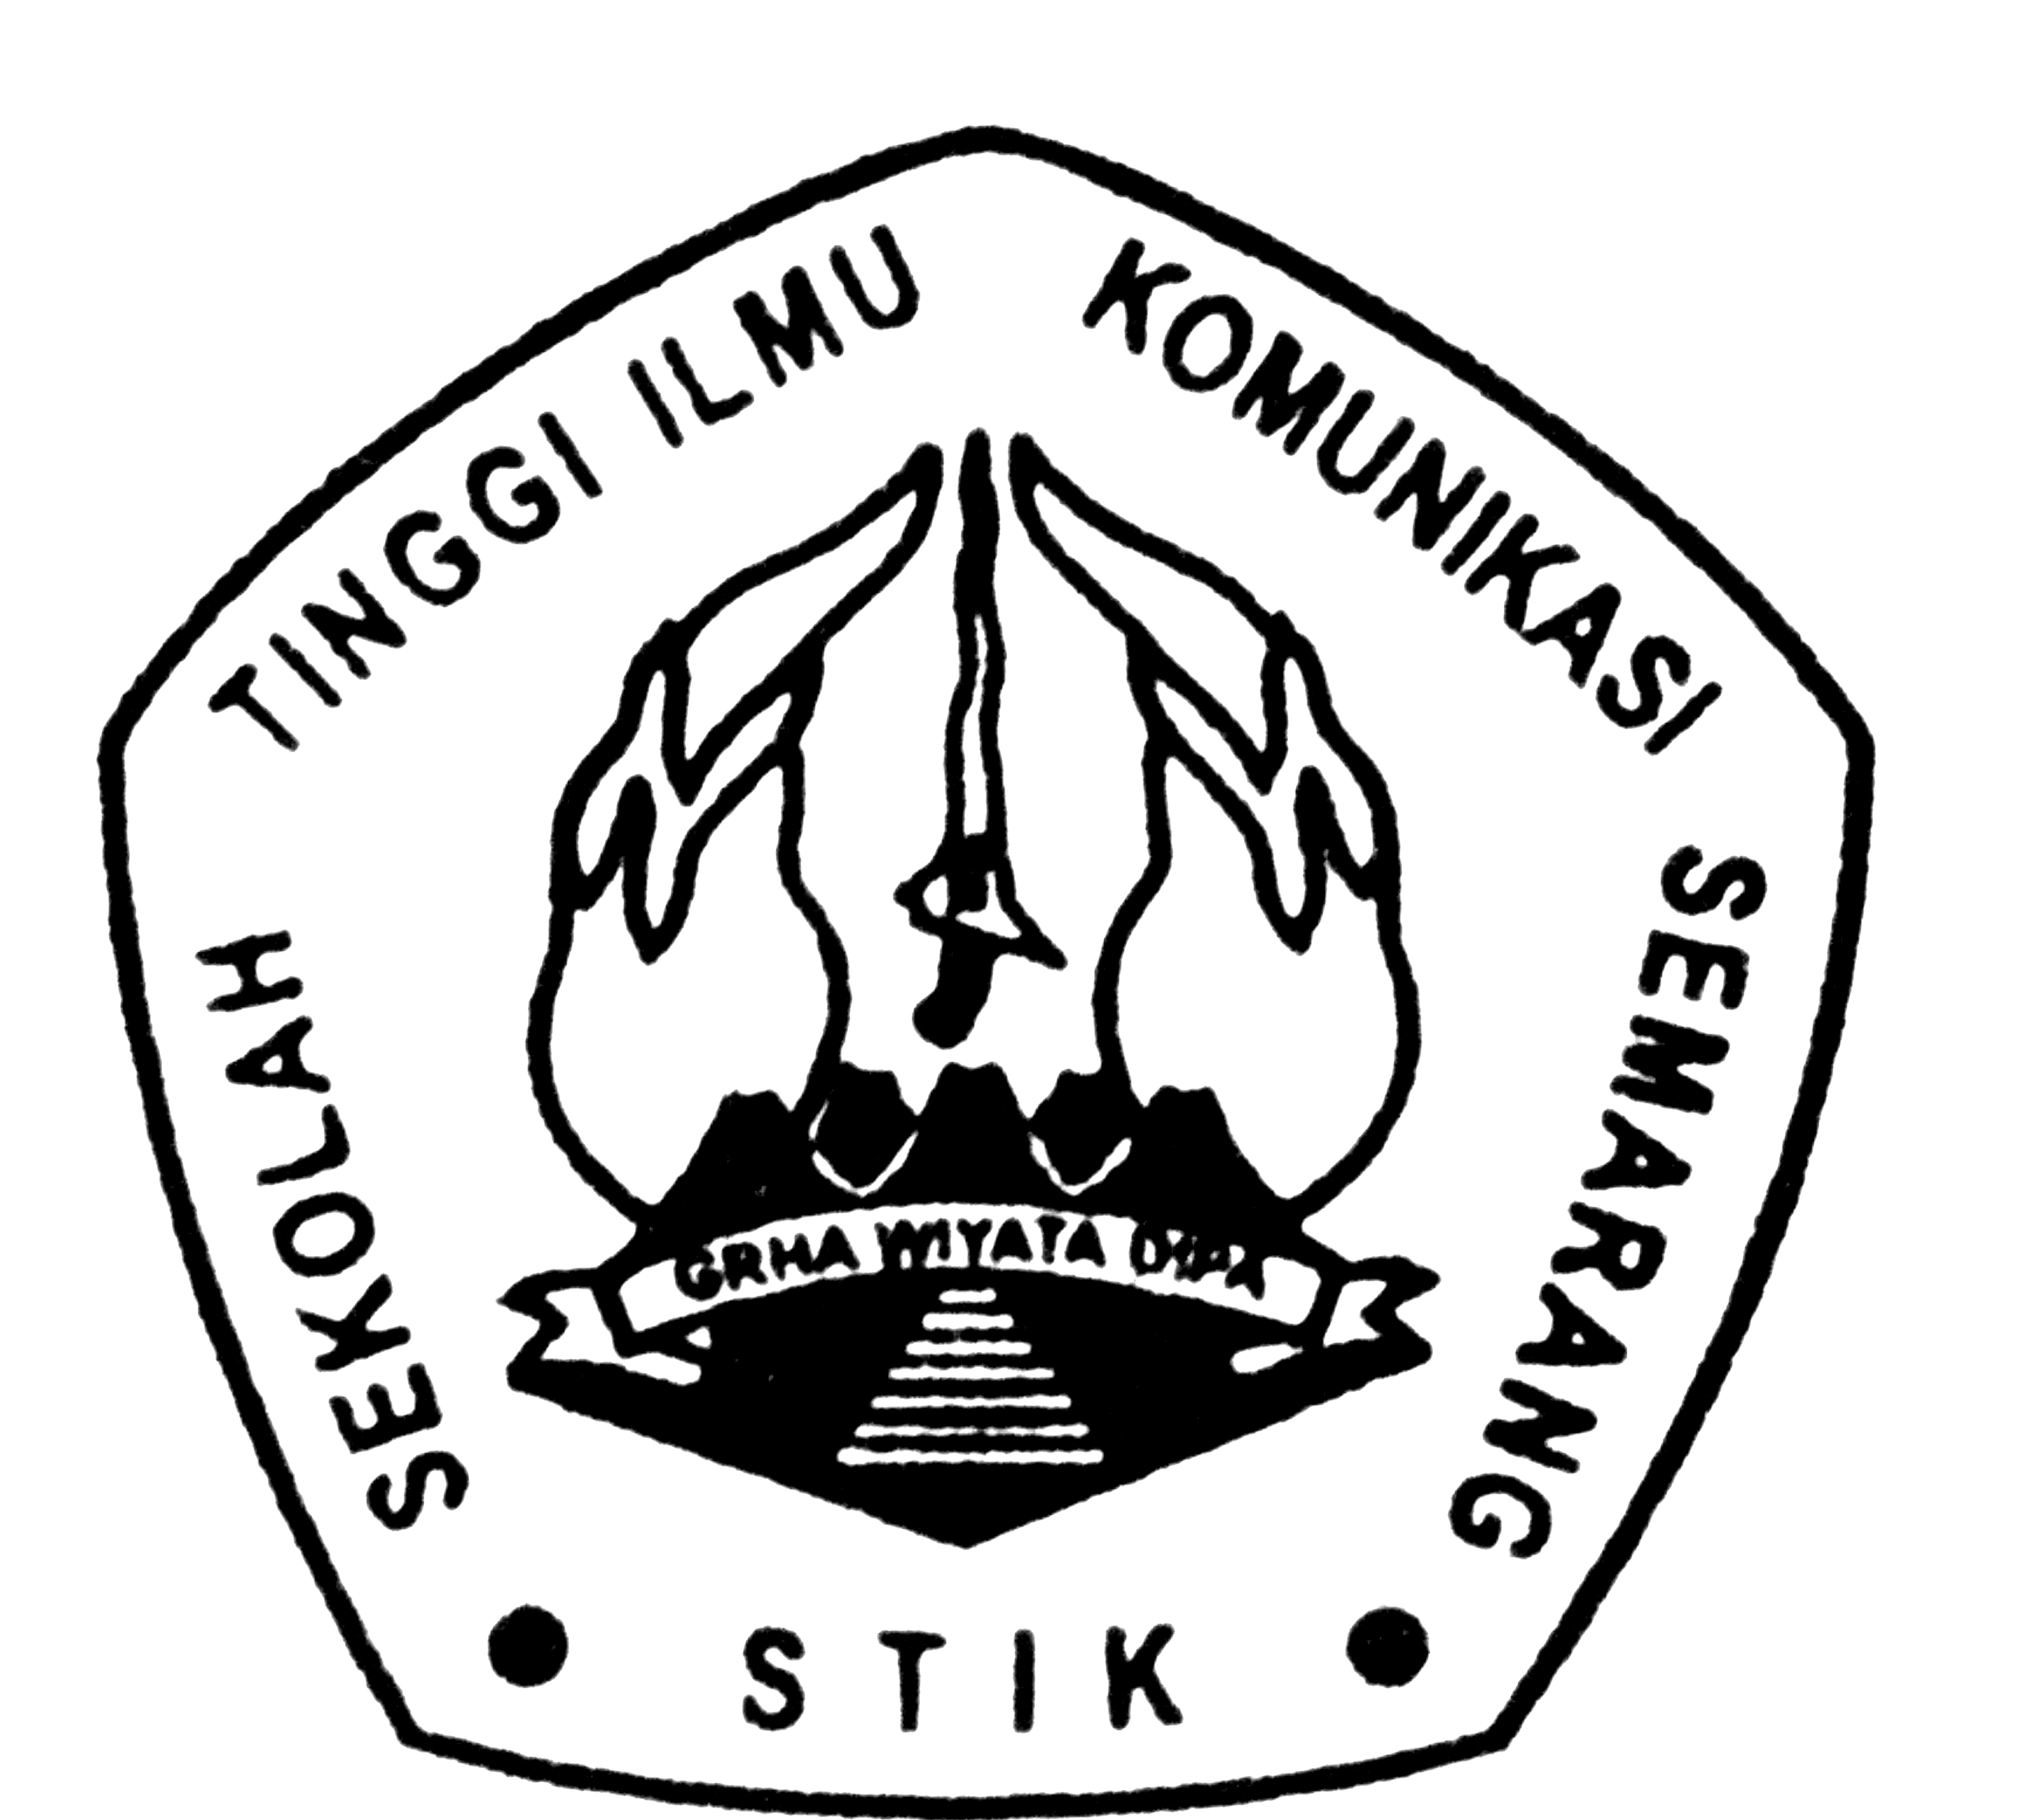 SEKOLAH TINGGI ILMU KOMUNIKASI SEMARANG
GRHA WIYATA
STIK